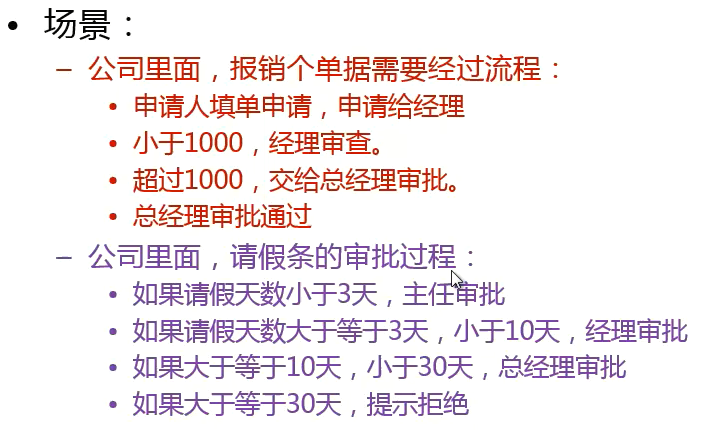 • 场景：
– 公司里面，报销个单据需要经过流程：
• 申请人填单申请，申请给经理
• 小于1000，经理审查。
• 超过1000，交给总经理审批。
• 总经理审批通过
– 公司里面，请假条的审批过程：
• 如果请假天数小于3天，主任审批
• 如果请假天数大于等于3天，小于10天，经理审批
• 如果大于等于10天，小于30天，总经理审批
• 如果大于等于30天，提示拒绝